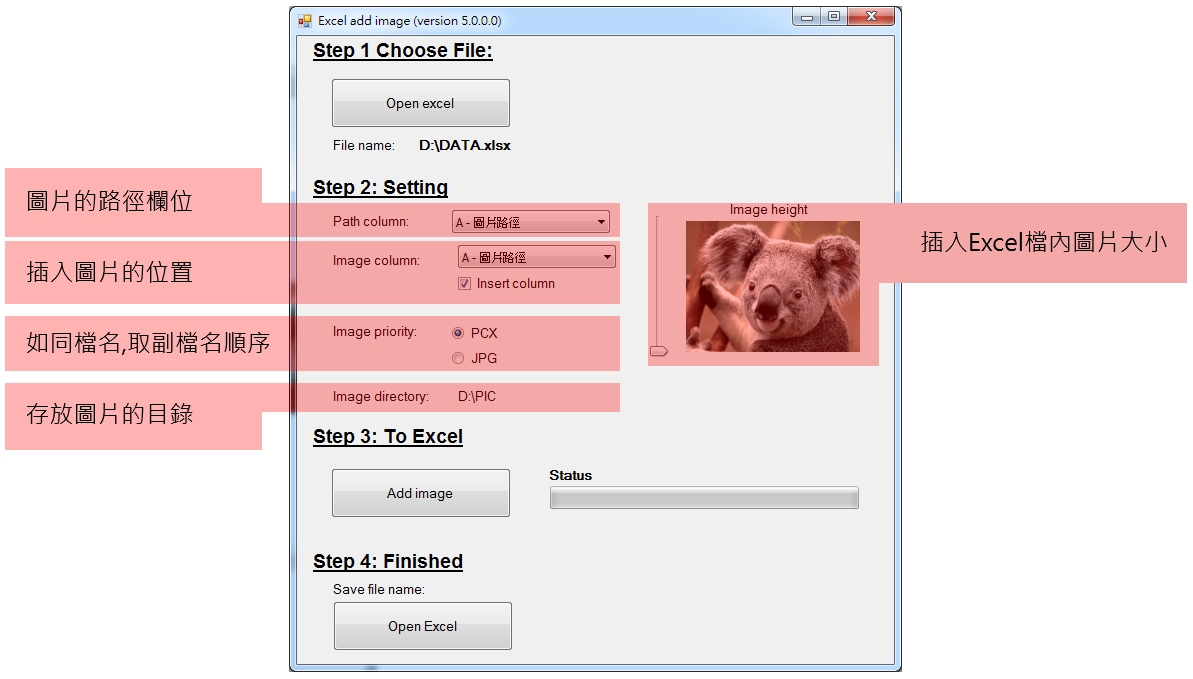 Excel add image (version 5.0.0.0)
Step 1 Choose File:
Open excel
File name: D:\DATA.xlsx
Step 2: Setting
圖片的路徑欄位
Path column: A - 圖片路徑
插入圖片的位置
Image column: A - 圖片路徑
Insert column
如同檔名,取副檔名順序
Image priority: PCX
JPG
存放圖片的目錄
Image directory: D:\PIC
Image height
插入Excel檔內圖片大小
Step 3: To Excel
Add image
Status
Step 4: Finished
Save file name:
Open Excel